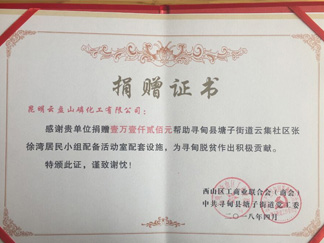 捐赠证书
昆明云盘山磷化工有限公司：
感谢贵单位捐赠壹万壹仟贰佰元帮助寻甸县塘子街道云集社区张
徐湾居民小组配备活动室配套设施，为寻甸脱贫作出积极贡献。
特颁此证，谨致谢忱！
西山区工商业联合会（商会）
中共寻甸县塘子街道党工委
二〇一八年四月